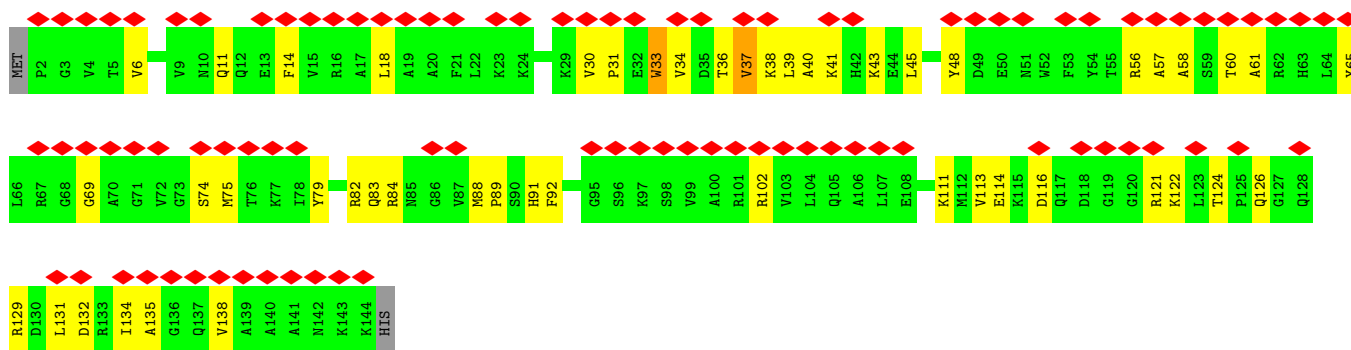 MET P2 G3 V4 T5 V6 V9 N10 Q11 Q12 E13 F14 V15 R16 A17 L18 A19 A20 F21 L22 K23 K24 K29 V30 P31 E32 W33 V34 D35 T36 V37 K38 L39 A40 K41 H42 K43 E44 L45 Y48 D49 E50 N51 W52 F53 Y54 T55 R56 A57 A58 S59 T60 A61 R62 H63 L64 Y65
L66 R67 G68 G69 A70 G71 V72 G73 S74 M75 T76 K77 I78 Y79 R82 Q83 R84 N85 G86 V87 M88 P89 S90 H91 F92 G95 S96 K97 S98 V99 A100 R101 R102 V103 L104 Q105 A106 L107 E108 K111 M112 V113 E114 K115 D116 Q117 D118 G119 G120 R121 K122 L123 T124 P125 Q126 G127 Q128
R129 D130 L131 D132 R133 I134 A135 G136 Q137 V138 A139 A140 A141 N142 K143 K144 HIS